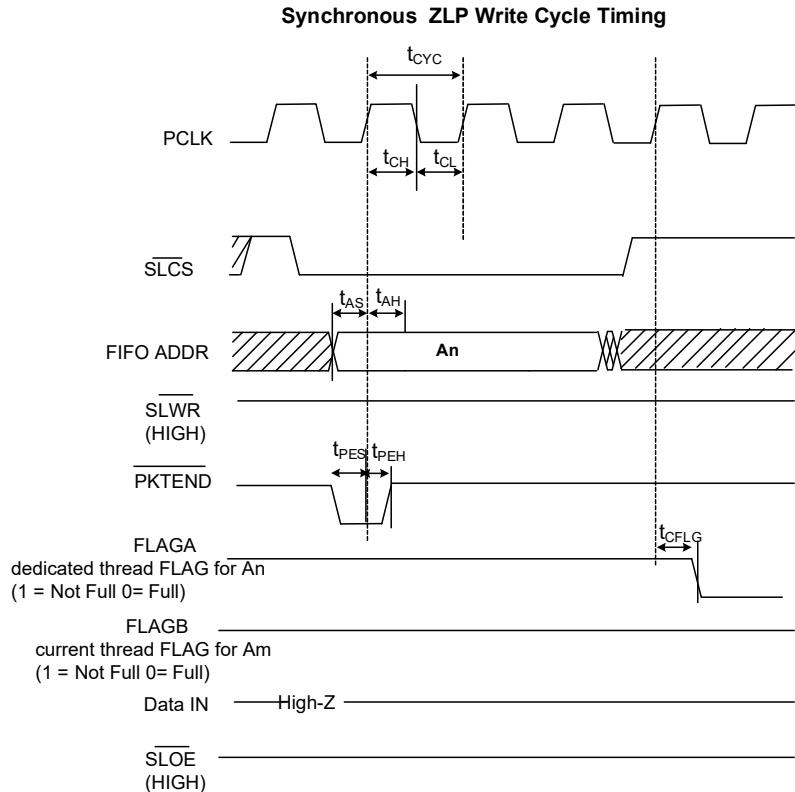 Synchronous ZLP Write Cycle Timing
tCYC
PCLK
tCH
tCL
SLCS
tAS
tAH
FIFO ADDR
An
SLWR
(HIGH)
tPES
tPEH
PKTEND
FLAGA
dedicated thread FLAG for An
(1 = Not Full 0= Full)
tCFLG
FLAGB
current thread FLAG for Am
(1 = Not Full 0= Full)
Data IN
High-Z
SLOE
(HIGH)